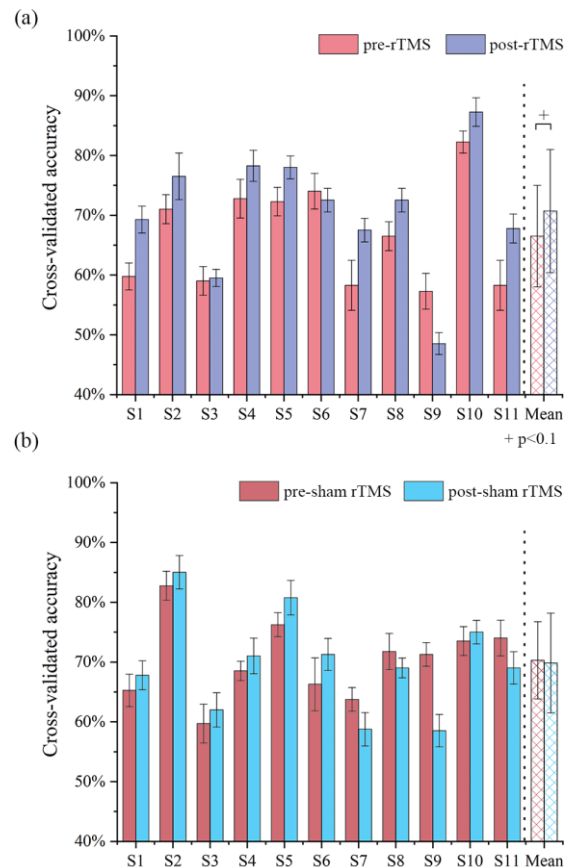 (a)
100%
pre-rTMS post-rTMS
90%
+
80%
70%
60%
50%
40%
Cross-validated accuracy
S1 S2 S3 S4 S5 S6 S7 S8 S9 S10 S11 Mean
+ p<0.1
(b)
100%
pre-sham rTMS post-sham rTMS
90%
80%
70%
60%
50%
40%
Cross-validated accuracy
S1 S2 S3 S4 S5 S6 S7 S8 S9 S10 S11 Mean